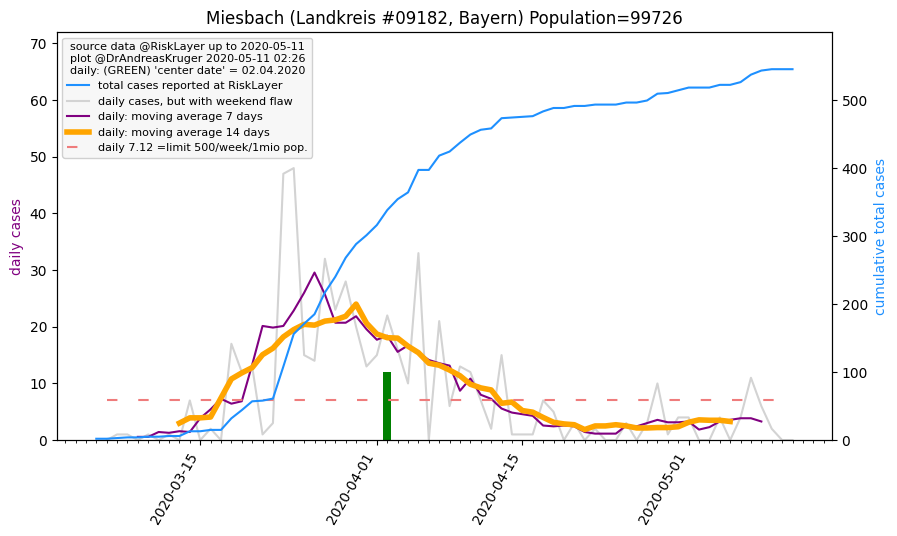 Miesbach (Landkreis #09182, Bayern) Population=99726
source data @RiskLayer up to 2020-05-11
plot @DrAndreasKruger 2020-05-11 02:26
daily: (GREEN) 'center date' = 02.04.2020
total cases reported at RiskLayer
daily cases, but with weekend flaw
daily: moving average 7 days
daily: moving average 14 days
daily 7.12 =limit 500/week/1mio pop.
70
60
50
40
30
20
10
0
daily cases
500
400
300
200
100
0
cumulative total cases
2020-03-15
2020-04-01
2020-04-15
2020-05-01